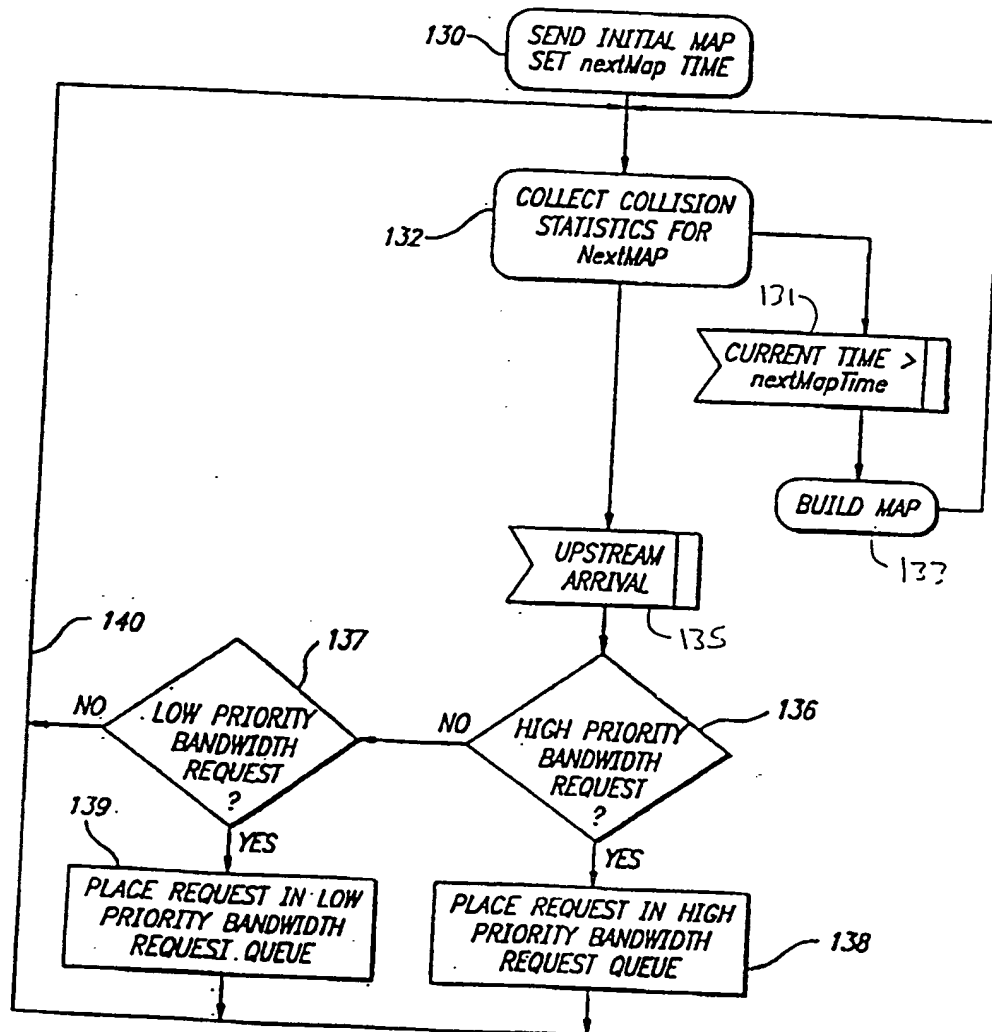 130
SEND INITIAL MAP
SET nextMap TIME
132
COLLECT COLLISION
STATISTICS FOR
NextMAP
131
CURRENT TIME >
nextMapTime
BUILD MAP
133
UPSTREAM
ARRIVAL
135
140
137
NO
LOW PRIORITY
BANDWIDTH
REQUEST
?
NO
136
HIGH PRIORITY
BANDWIDTH
REQUEST
?
139
YES
YES
PLACE REQUEST IN LOW
PRIORITY BANDWIDTH
REQUEST QUEUE
PLACE REQUEST IN HIGH
PRIORITY BANDWIDTH
REQUEST QUEUE
138